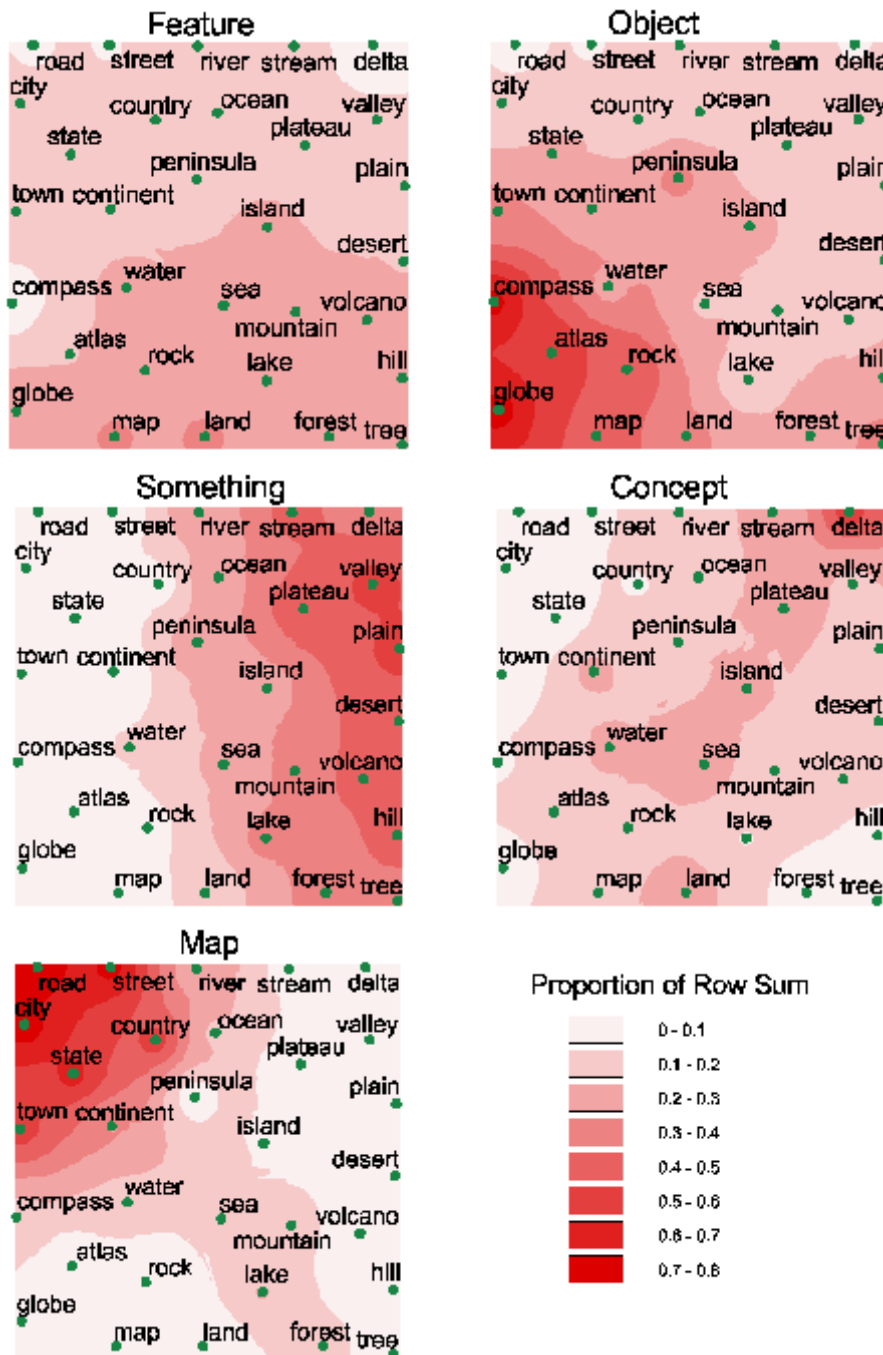 Feature
road street river stream delta
city country ocean valley
state plateau
peninsula plain
town continent island
desert
compass water sea volcano
mountain
atlas rock lake hill
globe map land forest tree
Object
road street river stream delta
city country ocean valley
state plateau
peninsula
town continent plain
island
desert
compass water sea volcano
mountain
atlas rock lake hill
globe map land forest tree
Something
road street river stream delta
city country ocean valley
state plateau
peninsula plain
town continent island
desert
compass water sea volcano
mountain
atlas rock lake hill
globe map land forest tree
Concept
road street river stream delta
city country ocean valley
state plateau
peninsula plain
town continent island
desert
compass water sea volcano
mountain
atlas rock lake hill
globe map land forest tree
Map
road street river stream delta
city country ocean valley
state plateau
peninsula plain
town continent island
desert
compass water sea volcano
mountain
atlas rock lake hill
globe map land forest tree
Proportion of Row Sum
0 - 0.1
0.1 - 0.2
0.2 - 0.3
0.3 - 0.4
0.4 - 0.5
0.5 - 0.6
0.6 - 0.7
0.7 - 0.8